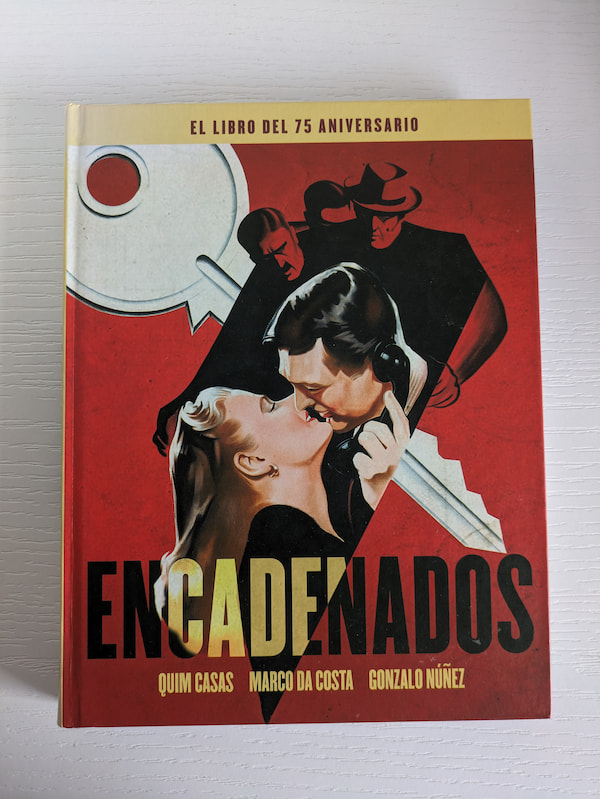 EL LIBRO DEL 75 ANIVERSARIO
ENCADENADOS
QUIM CASAS MARCO DA COSTA GONZALO NÚÑEZ